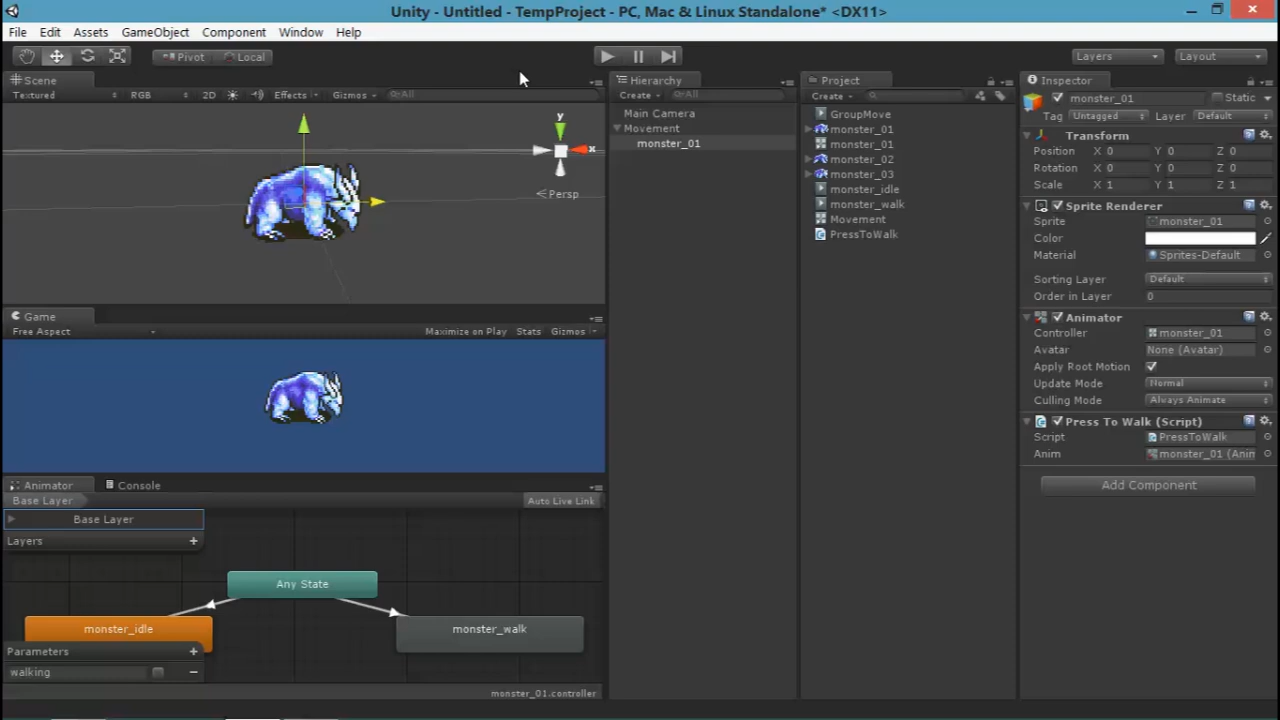 Unity - Untitled - TempProject - PC, Mac & Linux Standalone* <DX11>
File Edit Assets GameObject Component Window Help
Pivot Local Layers Layout
Scene
Textured RGB 2D Effects Gizmos All
y
x
Persp
Game
Free Aspect Maximize on Play Stats Gizmos
Animator Console
Base Layer Auto Live Link
Base Layer
Layers +
Any State
monster_idle
monster_walk
Parameters +
walking
monster_01.controller
Hierarchy
Create All
Main Camera
Movement
monster_01
Project
Create
GroupMove
monster_01
monster_01
monster_02
monster_03
monster_idle
monster_walk
Movement
PressToWalk
Inspector
monster_01 Static
Tag Untagged Layer Default
Transform
Position X 0 Y 0 Z 0
Rotation X 0 Y 0 Z 0
Scale X 1 Y 1 Z 1
Sprite Renderer
Sprite monster_01
Color
Material Sprites-Default
Sorting Layer Default
Order in Layer 0
Animator
Controller monster_01
Avatar None (Avatar)
Apply Root Motion
Update Mode Normal
Culling Mode Always Animate
Press To Walk (Script)
Script PressToWalk
Anim monster_01 (Anim
Add Component